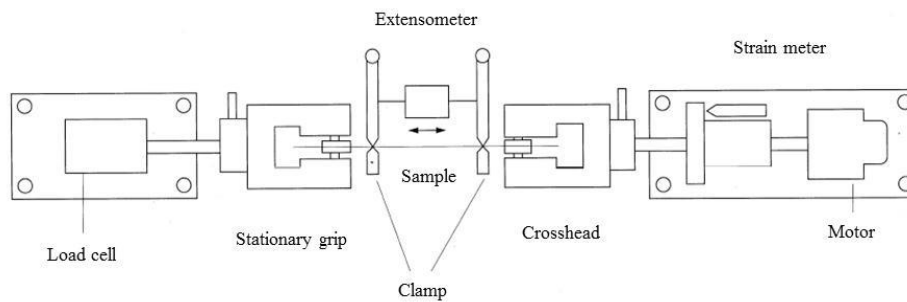 Extensometer
Strain meter
Sample
Stationary grip
Crosshead
Load cell
Motor
Clamp